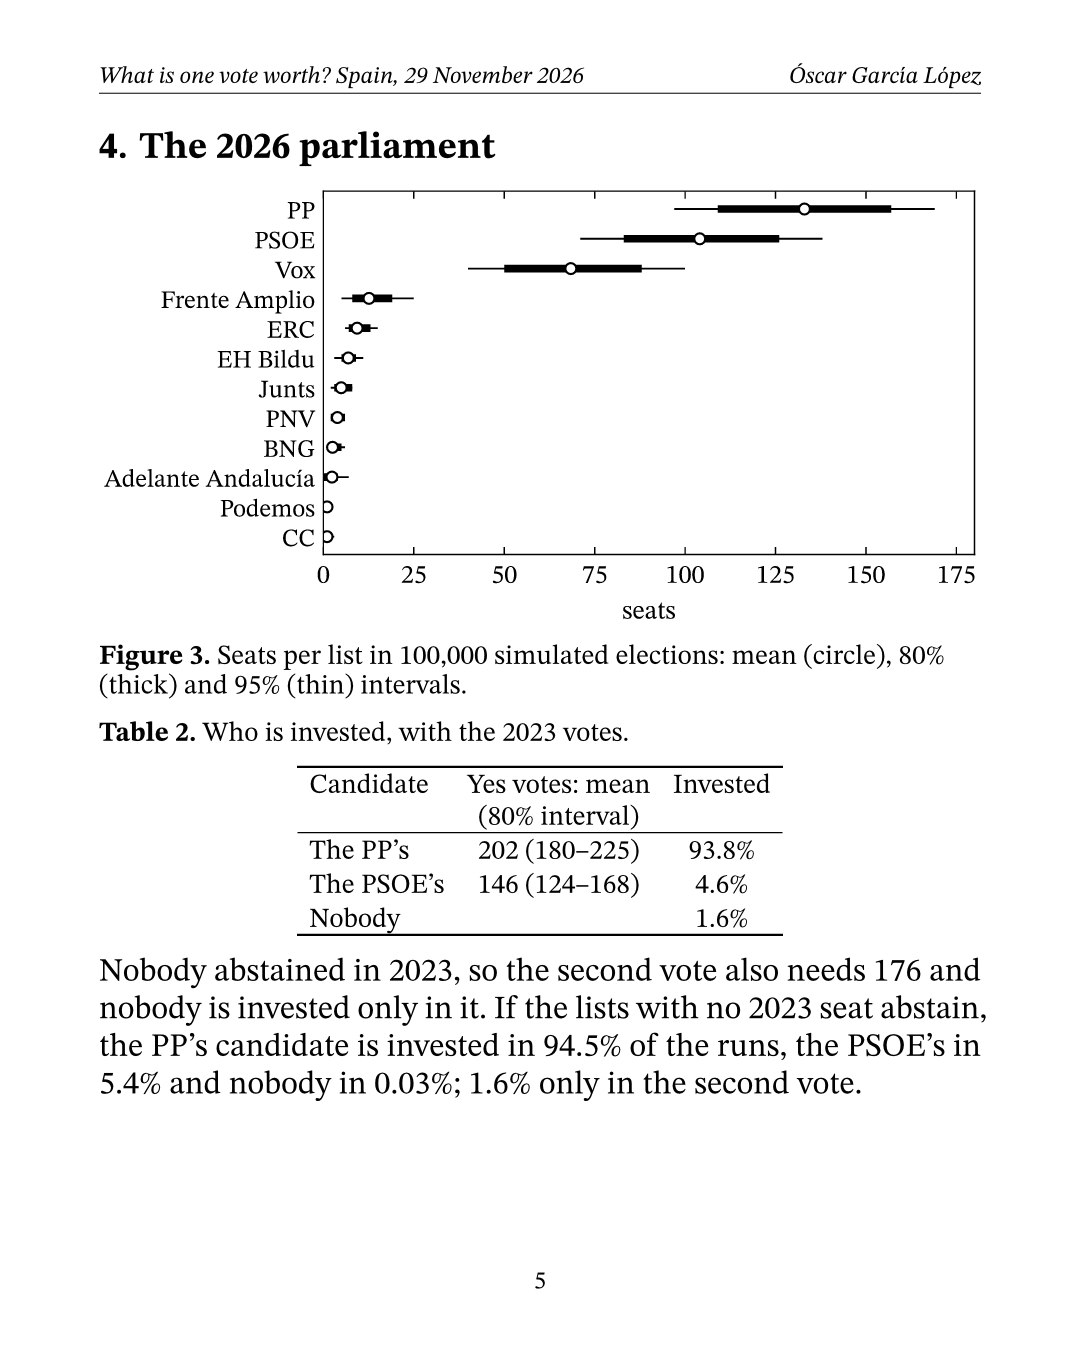 What is one vote worth? Spain, 29 November 2026
Óscar García López
4. The 2026 parliament
PP
PSOE
Vox
Frente Amplio
ERC
EH Bildu
Junts
PNV
BNG
Adelante Andalucía
Podemos
CC
0 25 50 75 100 125 150 175
seats
Figure 3. Seats per list in 100,000 simulated elections: mean (circle), 80%
(thick) and 95% (thin) intervals.
Table 2. Who is invested, with the 2023 votes.
Candidate Yes votes: mean Invested
(80% interval)
The PP’s 202 (180–225) 93.8%
The PSOE’s 146 (124–168) 4.6%
Nobody 1.6%
Nobody abstained in 2023, so the second vote also needs 176 and
nobody is invested only in it. If the lists with no 2023 seat abstain,
the PP’s candidate is invested in 94.5% of the runs, the PSOE’s in
5.4% and nobody in 0.03%; 1.6% only in the second vote.
5